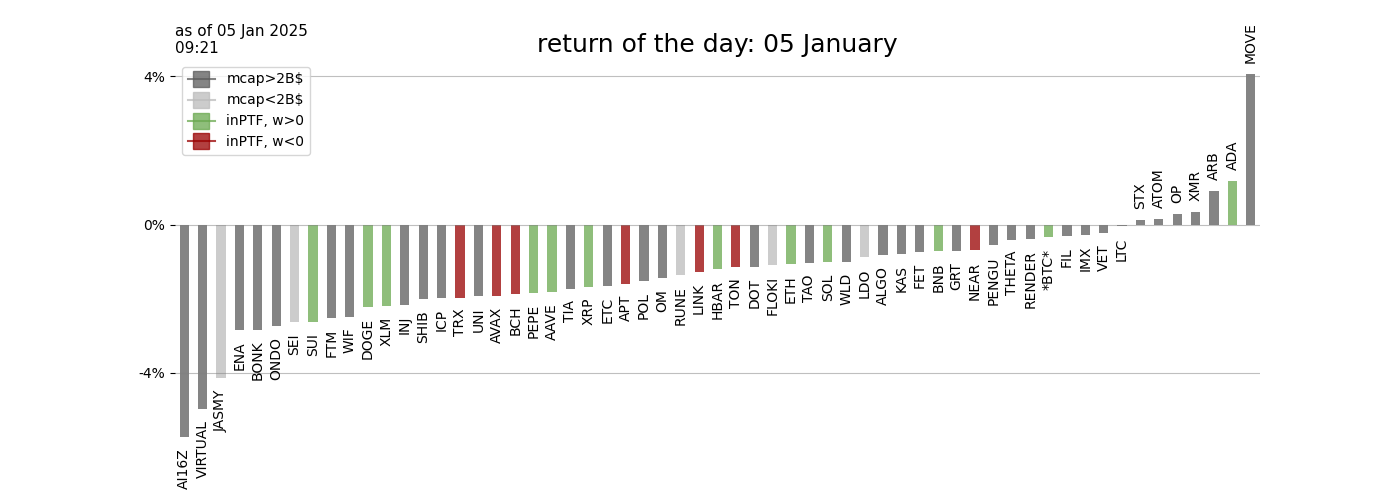 as of 05 Jan 2025
09:21
return of the day: 05 January
mcap>2B$
mcap<2B$
inPTF, w>0
inPTF, w<0
4%
0%
-4%
AI16Z
VIRTUAL
JASMY
ENA
BONK
ONDO
SEI
SUI
FTM
WIF
DOGE
XLM
INJ
SHIB
ICP
TRX
UNI
AVAX
BCH
PEPE
AAVE
TIA
XRP
ETC
APT
POL
OM
RUNE
LINK
HBAR
TON
DOT
FLOKI
ETH
TAO
SOL
WLD
LDO
ALGO
KAS
FET
BNB
GRT
NEAR
PENGU
THETA
RENDER
*BTC*
FIL
IMX
VET
LTC
STX
ATOM
OP
XMR
ARB
ADA
MOVE